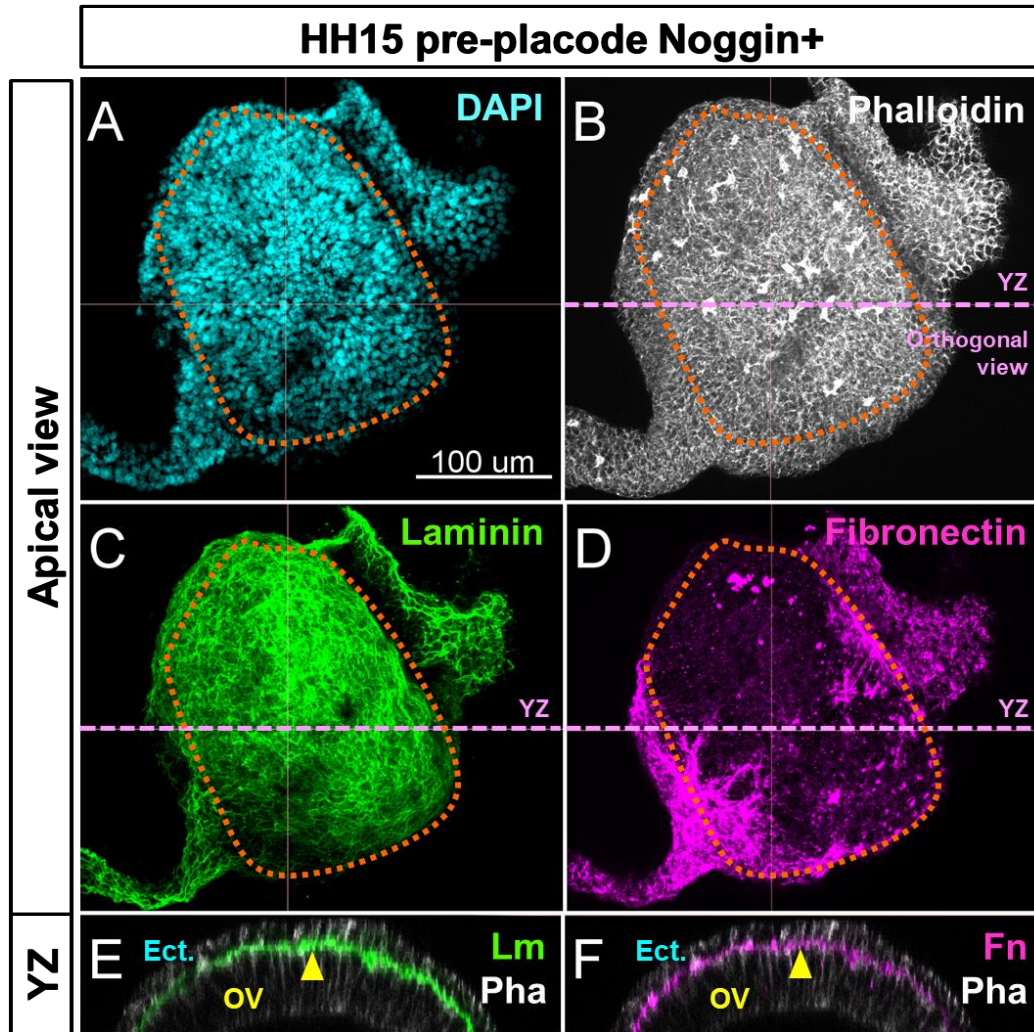 HH15 pre-placode Noggin+
Apical view
A
DAPI
100 um
B
Phalloidin
YZ
Orthogonal
view
C
Laminin
YZ
D
Fibronectin
YZ
YZ
E
Ect.
Lm
OV
Pha
F
Ect.
Fn
OV
Pha